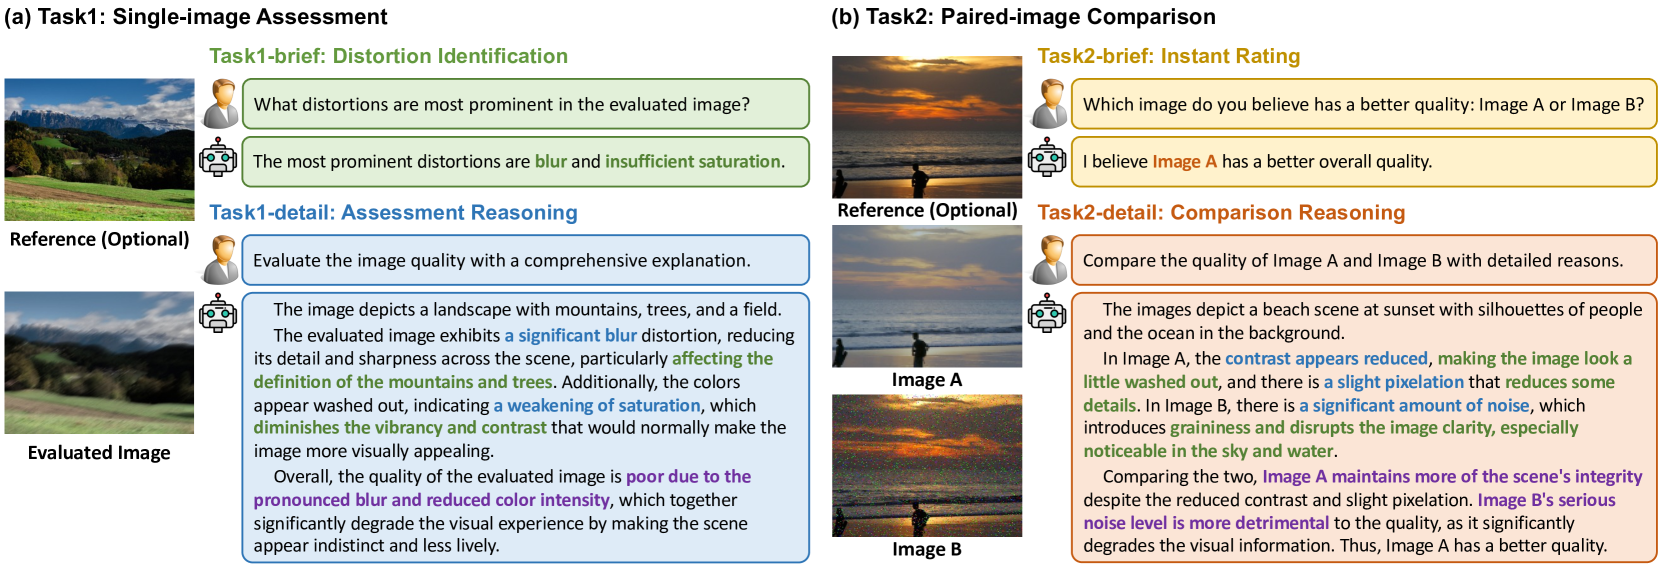 (a) Task1: Single-image Assessment
Task1-brief: Distortion Identification
What distortions are most prominent in the evaluated image?
The most prominent distortions are blur and insufficient saturation.
Reference (Optional)
Task1-detail: Assessment Reasoning
Evaluate the image quality with a comprehensive explanation.
The image depicts a landscape with mountains, trees, and a field.
The evaluated image exhibits a significant blur distortion, reducing
its detail and sharpness across the scene, particularly affecting the
definition of the mountains and trees. Additionally, the colors
appear washed out, indicating a weakening of saturation, which
diminishes the vibrancy and contrast that would normally make the
image more visually appealing.
Overall, the quality of the evaluated image is poor due to the
pronounced blur and reduced color intensity, which together
significantly degrade the visual experience by making the scene
appear indistinct and less lively.
Evaluated Image
(b) Task2: Paired-image Comparison
Task2-brief: Instant Rating
Which image do you believe has a better quality: Image A or Image B?
I believe Image A has a better overall quality.
Reference (Optional)
Task2-detail: Comparison Reasoning
Compare the quality of Image A and Image B with detailed reasons.
The images depict a beach scene at sunset with silhouettes of people
and the ocean in the background.
In Image A, the contrast appears reduced, making the image look a
little washed out, and there is a slight pixelation that reduces some
details. In Image B, there is a significant amount of noise, which
introduces graininess and disrupts the image clarity, especially
noticeable in the sky and water.
Comparing the two, Image A maintains more of the scene's integrity
despite the reduced contrast and slight pixelation. Image B's serious
noise level is more detrimental to the quality, as it significantly
degrades the visual information. Thus, Image A has a better quality.
Image A
Image B